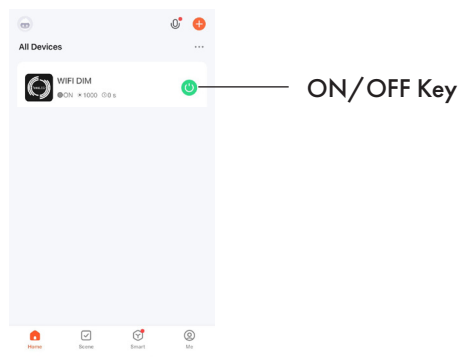 All Devices
...
WIFI DIM
ON 1000 0 s
ON/OFF Key
Home Scene Smart Me